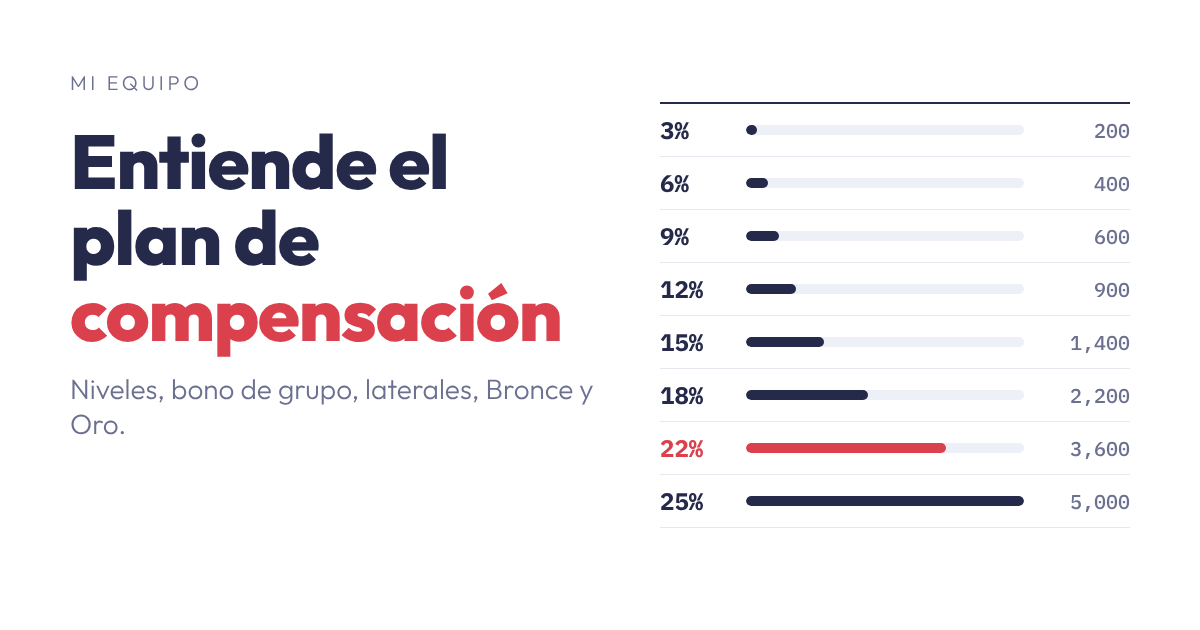 MI EQUIPO
Entiende el
plan de
compensación
Niveles, bono de grupo, laterales, Bronce y
Oro.
3% 200
6% 400
9% 600
12% 900
15% 1,400
18% 2,200
22% 3,600
25% 5,000